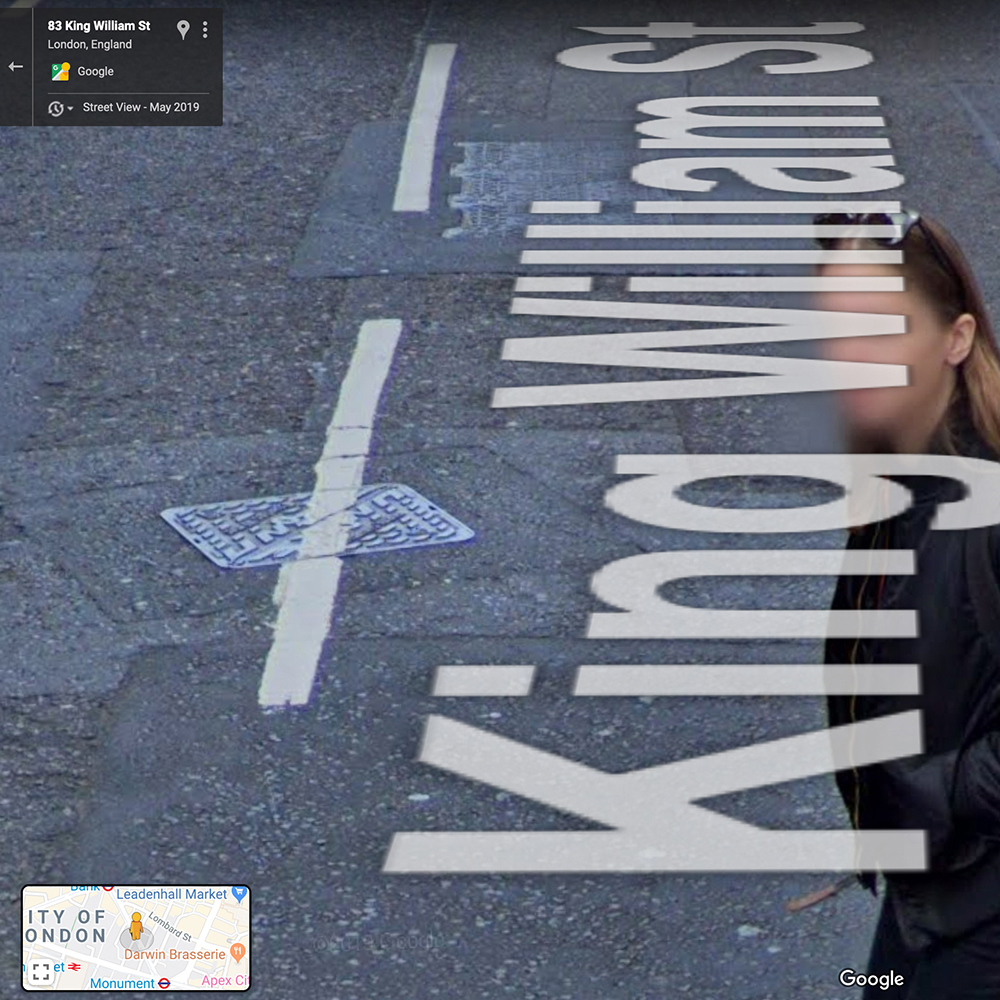 83 King William St
London, England
Google
Street View - May 2019
King William St
Bank
Leadenhall Market
ITY OF
ONDON
Lombard St
Darwin Brasserie
et
Monument
Apex Ci
Google